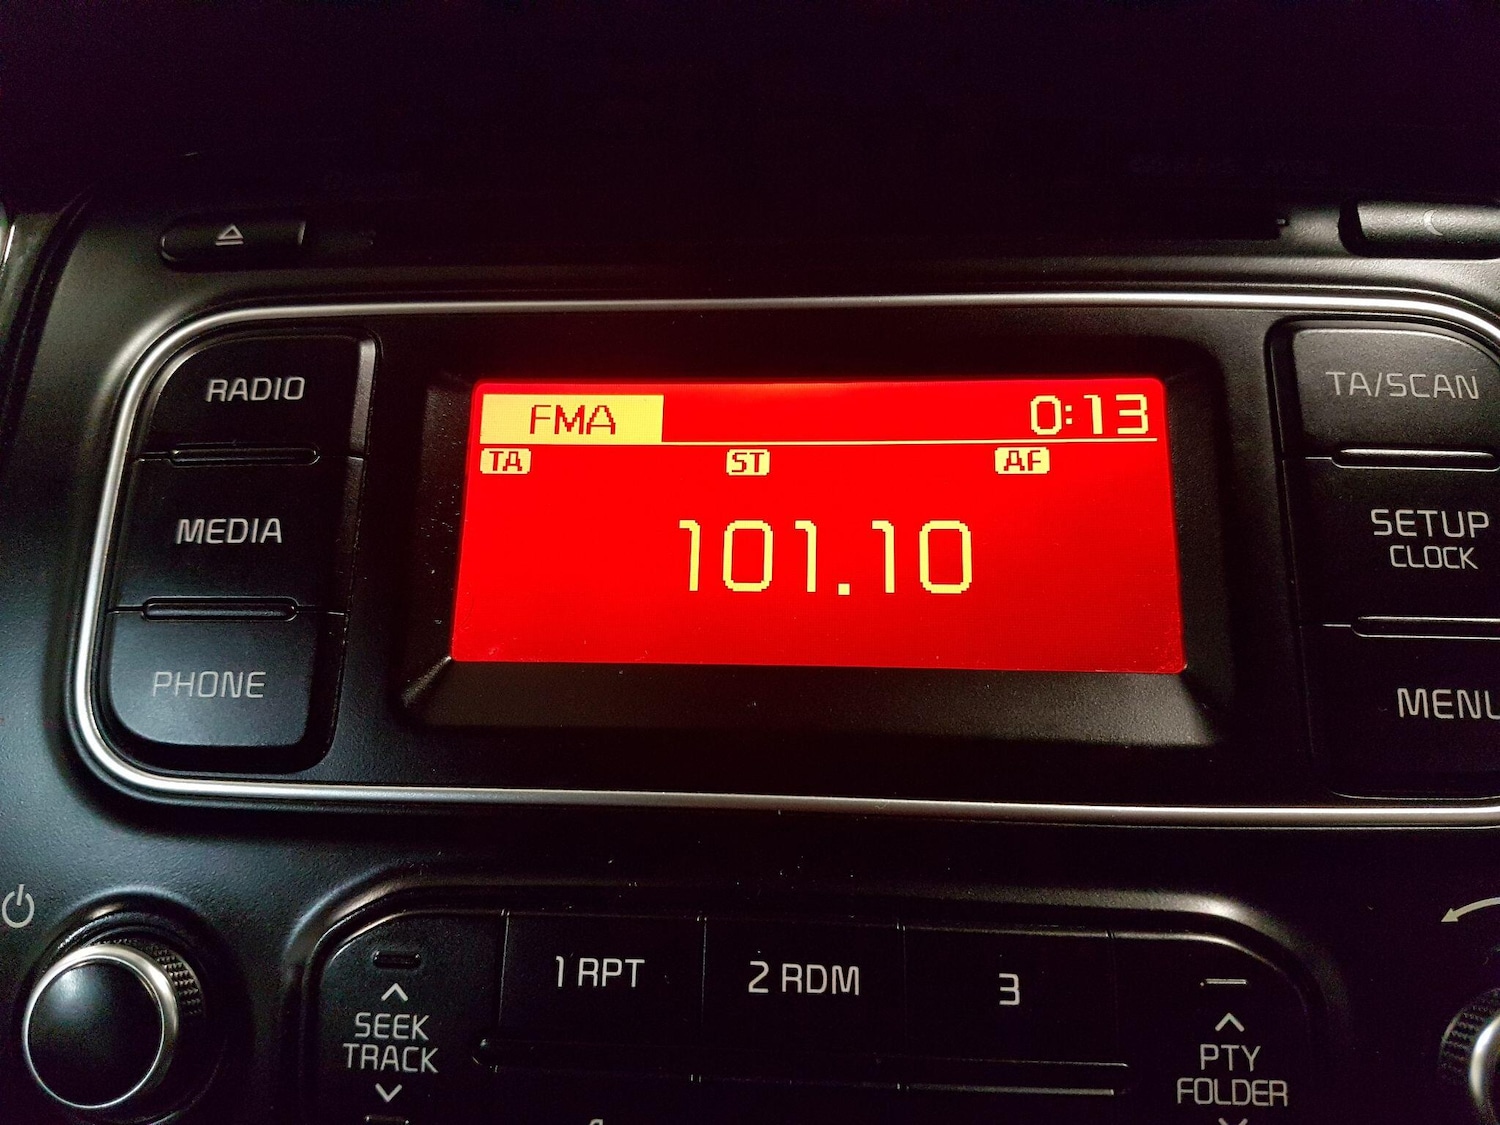 RADIO
MEDIA
PHONE
FMA 0:13
TA ST AF
101.10
TA/SCAN
SETUP
CLOCK
MENU
SEEK
TRACK
1 RPT
2 RDM
3
PTY
FOLDER